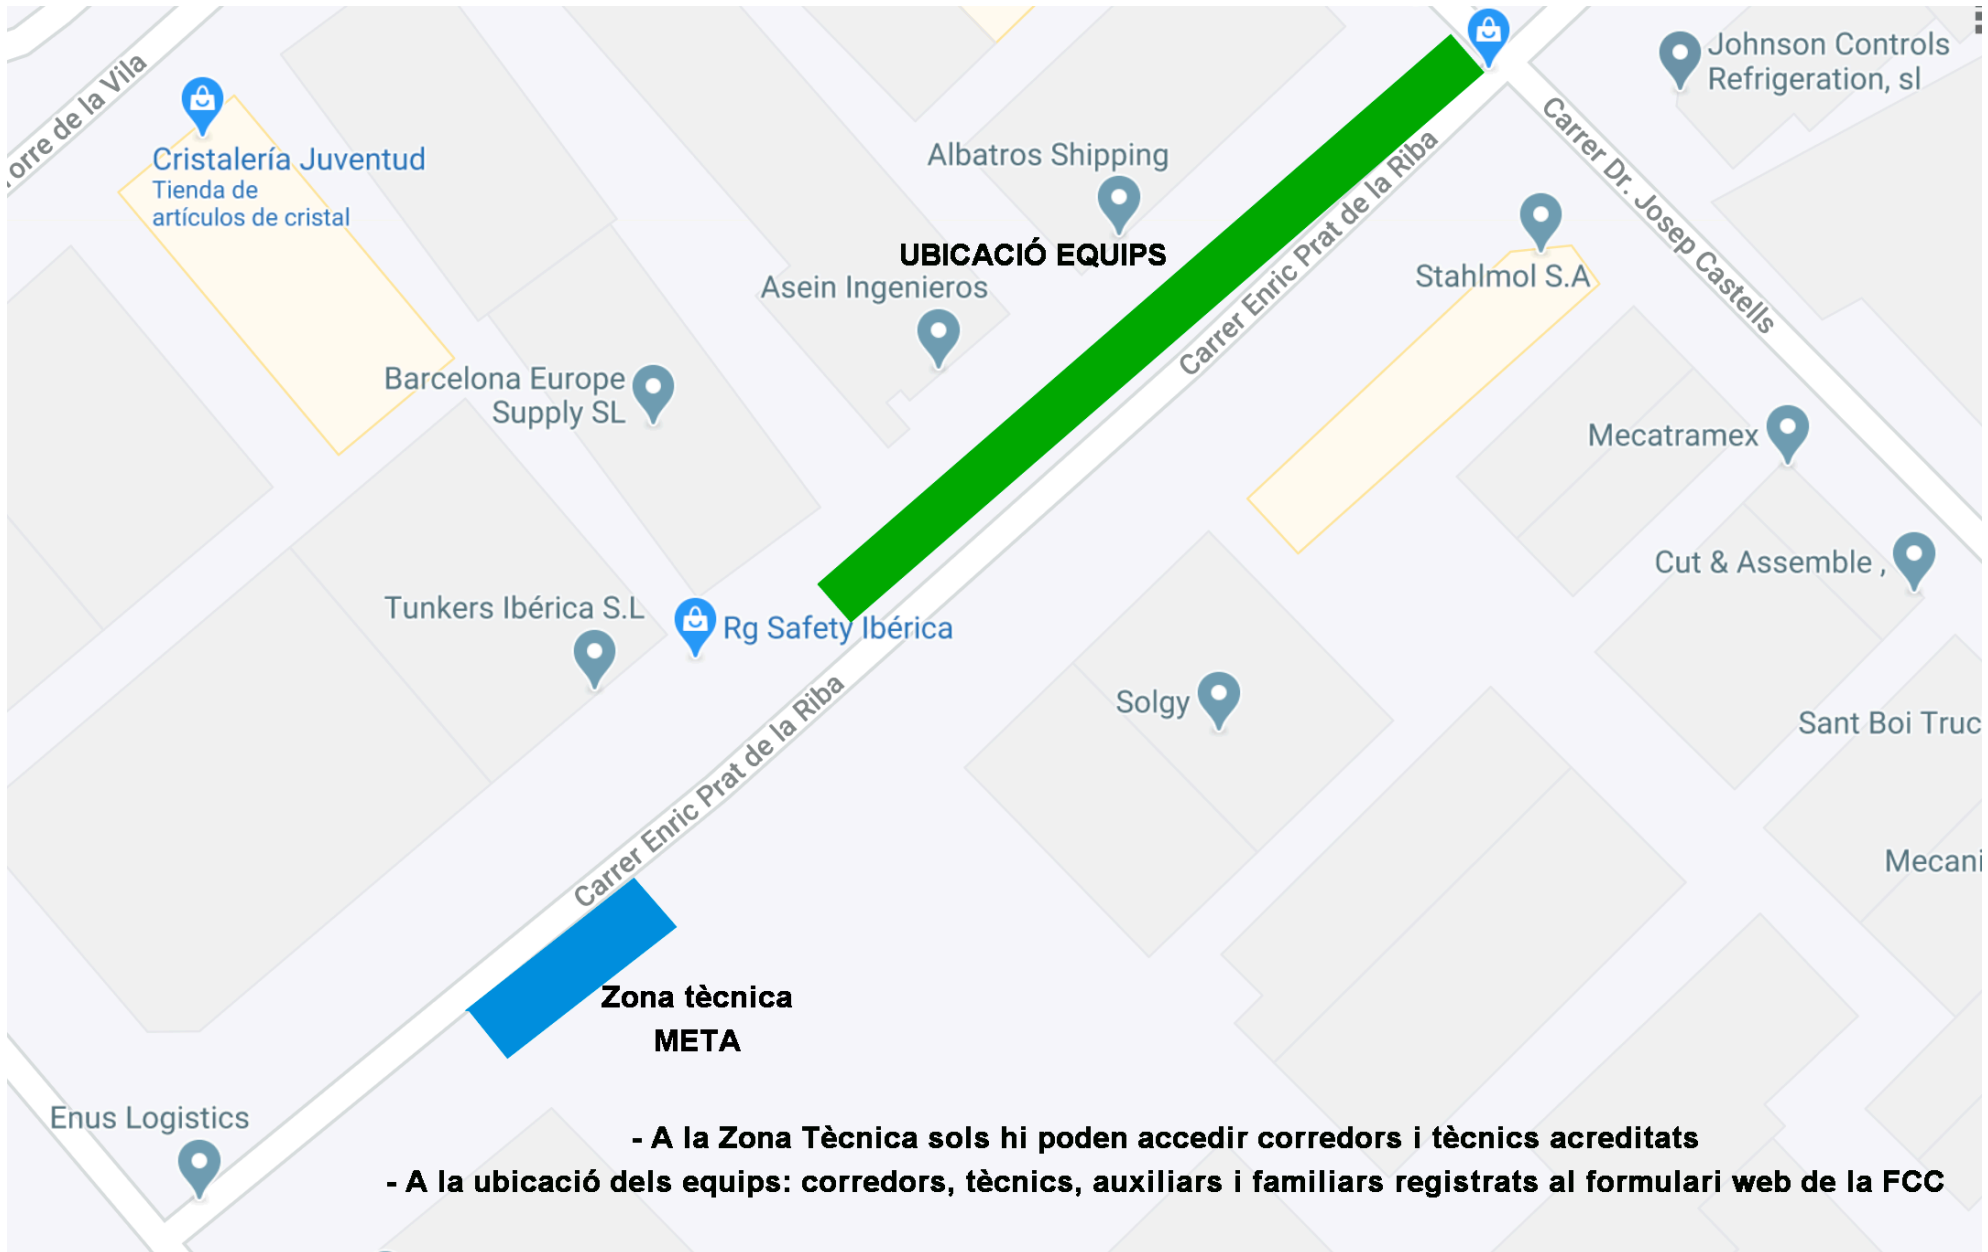 Johnson Controls
Refrigeration, sl
Torre de la Vila
Carrer Dr. Josep Castells
Cristalería Juventud
Tienda de
artículos de cristal
Albatros Shipping
Carrer Enric Prat de la Riba
UBICACIÓ EQUIPS
Stahlmol S.A
Asein Ingenieros
Barcelona Europe
Supply SL
Mecatramex
Cut & Assemble ,
Tunkers Ibérica S.L
Rg Safety Ibérica
Solgy
Sant Boi Truc
Carrer Enric Prat de la Riba
Mecani
Zona tècnica
META
Enus Logistics
- A la Zona Tècnica sols hi poden accedir corredors i tècnics acreditats
- A la ubicació dels equips: corredors, tècnics, auxiliars i familiars registrats al formulari web de la FCC